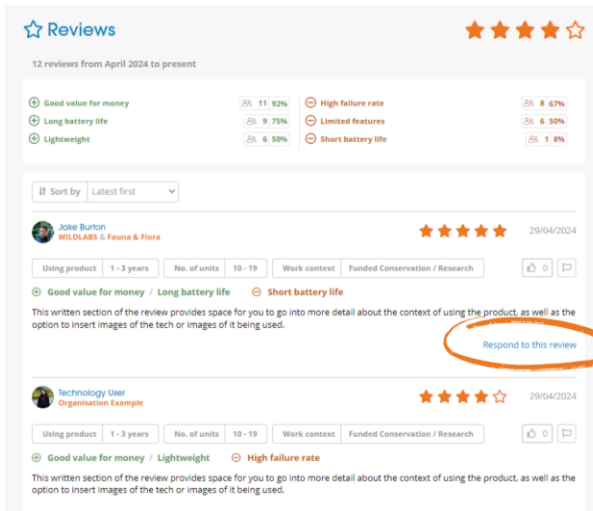 Reviews
12 reviews from April 2024 to present
Good value for money 11 92% High failure rate 8 67%
Long battery life 9 75% Limited features 6 50%
Lightweight 6 50% Short battery life 1 8%
Sort by Latest first
Jake Burton 29/04/2024
WILDLABS & Fauna & Flora
Using product 1 - 3 years No. of units 10 - 19 Work context Funded Conservation / Research 0
Good value for money / Long battery life Short battery life
This written section of the review provides space for you to go into more detail about the context of using the product, as well as the
option to insert images of the tech or images of it being used.
Respond to this review
Technology User 29/04/2024
Organisation Example
Using product 1 - 3 years No. of units 10 - 19 Work context Funded Conservation / Research 0
Good value for money / Lightweight High failure rate
This written section of the review provides space for you to go into more detail about the context of using the product, as well as the
option to insert images of the tech or images of it being used.